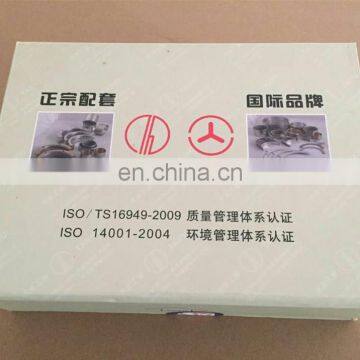 正宗配套 国际品牌
en.china.cn
ISO/TS16949-2009 质量管理体系认证
ISO 14001-2004 环境管理体系认证